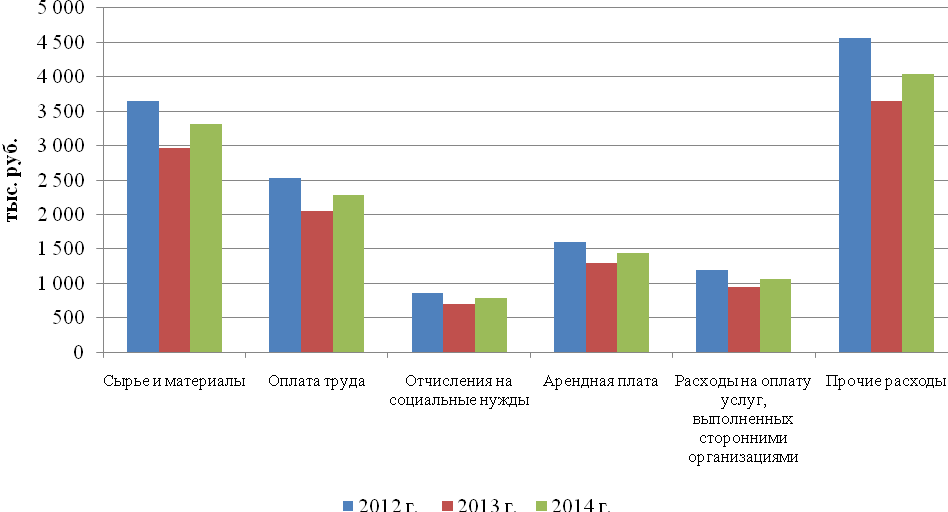 5 000
4 500
4 000
3 500
3 000
2 500
2 000
1 500
1 000
500
0
тыс. руб.
Сырье и материалы
Оплата труда
Отчисления на
социальные нужды
Арендная плата
Расходы на оплату
услуг,
выполненных
сторонними
организациями
Прочие расходы
2012 г.
2013 г.
2014 г.